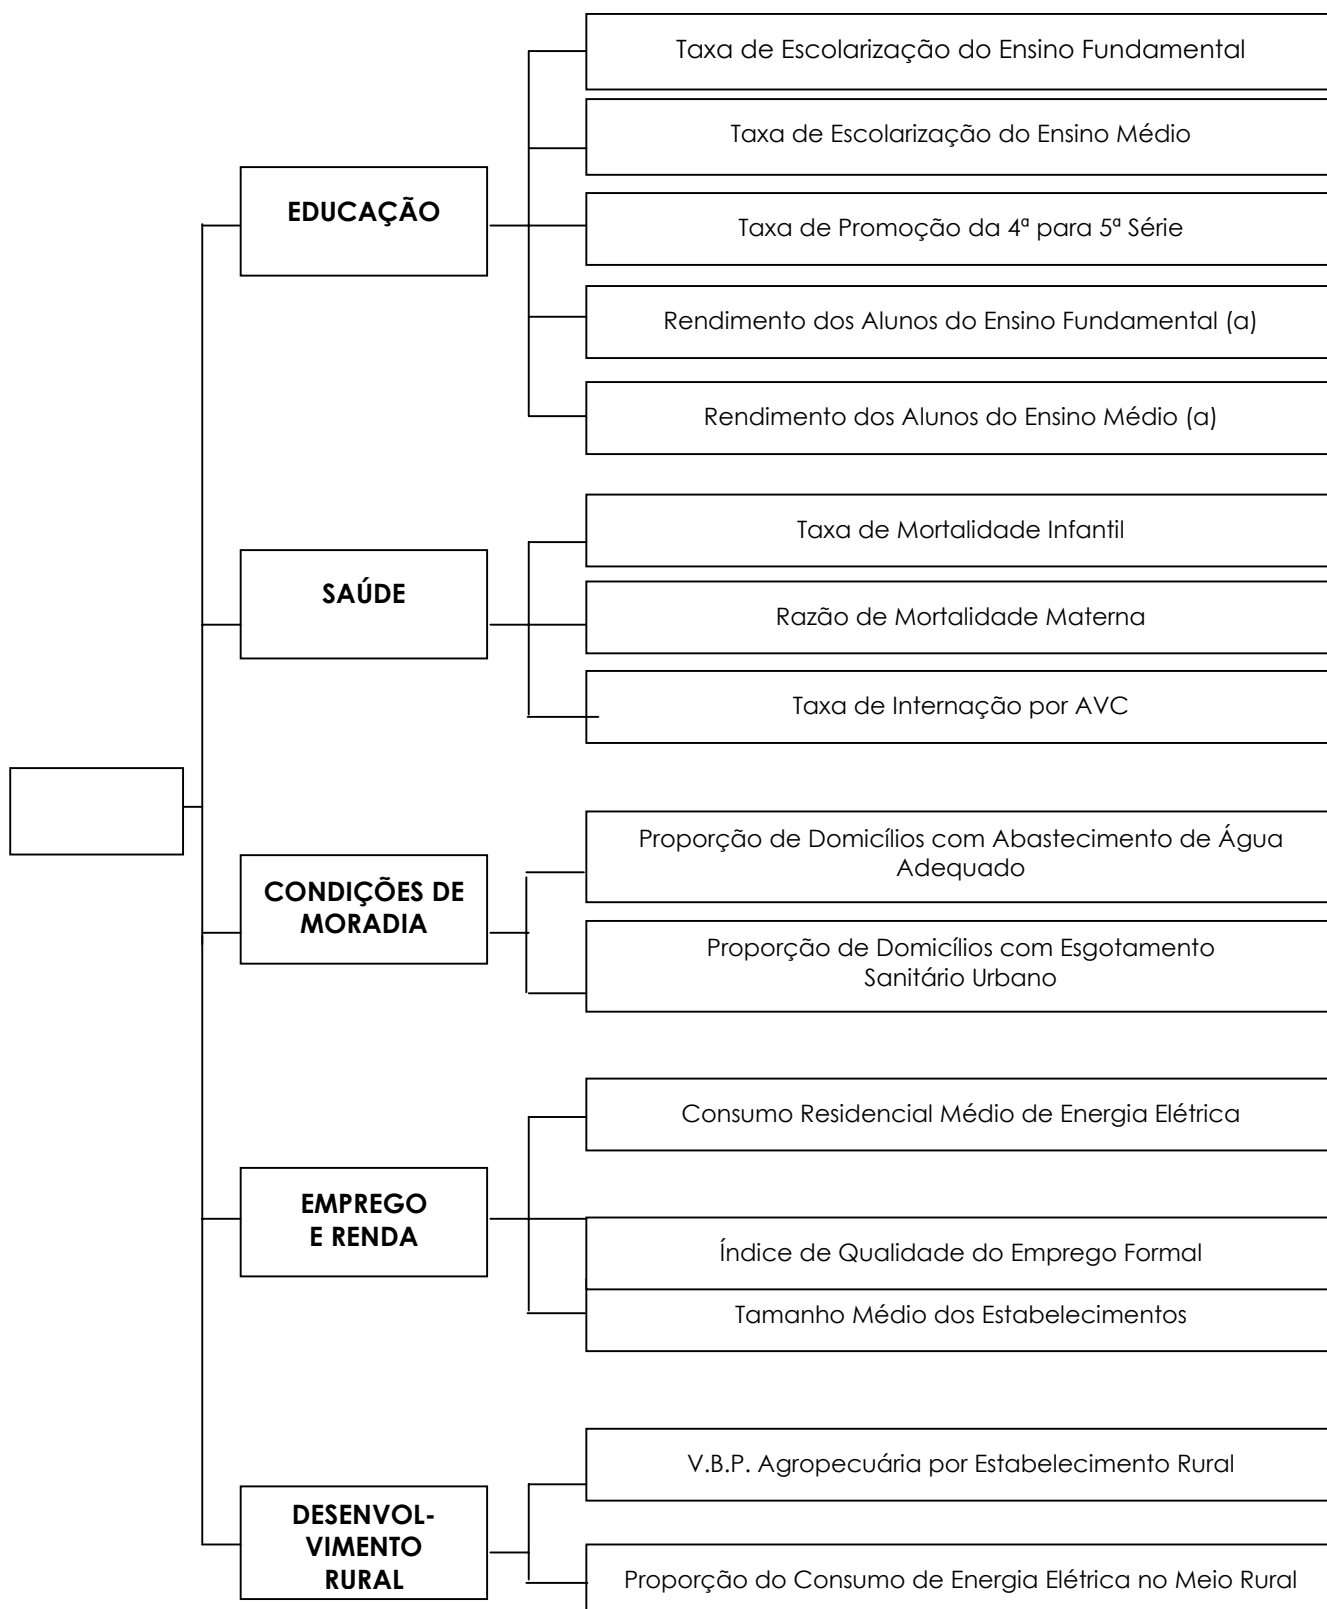 EDUCAÇÃO
Taxa de Escolarização do Ensino Fundamental
Taxa de Escolarização do Ensino Médio
Taxa de Promoção da 4ª para 5ª Série
Rendimento dos Alunos do Ensino Fundamental (a)
Rendimento dos Alunos do Ensino Médio (a)
SAÚDE
Taxa de Mortalidade Infantil
Razão de Mortalidade Materna
Taxa de Internação por AVC
CONDIÇÕES DE
MORADIA
Proporção de Domicílios com Abastecimento de Água
Adequado
Proporção de Domicílios com Esgotamento
Sanitário Urbano
EMPREGO
E RENDA
Consumo Residencial Médio de Energia Elétrica
Índice de Qualidade do Emprego Formal
Tamanho Médio dos Estabelecimentos
DESENVOL-
VIMENTO
RURAL
V.B.P. Agropecuária por Estabelecimento Rural
Proporção do Consumo de Energia Elétrica no Meio Rural